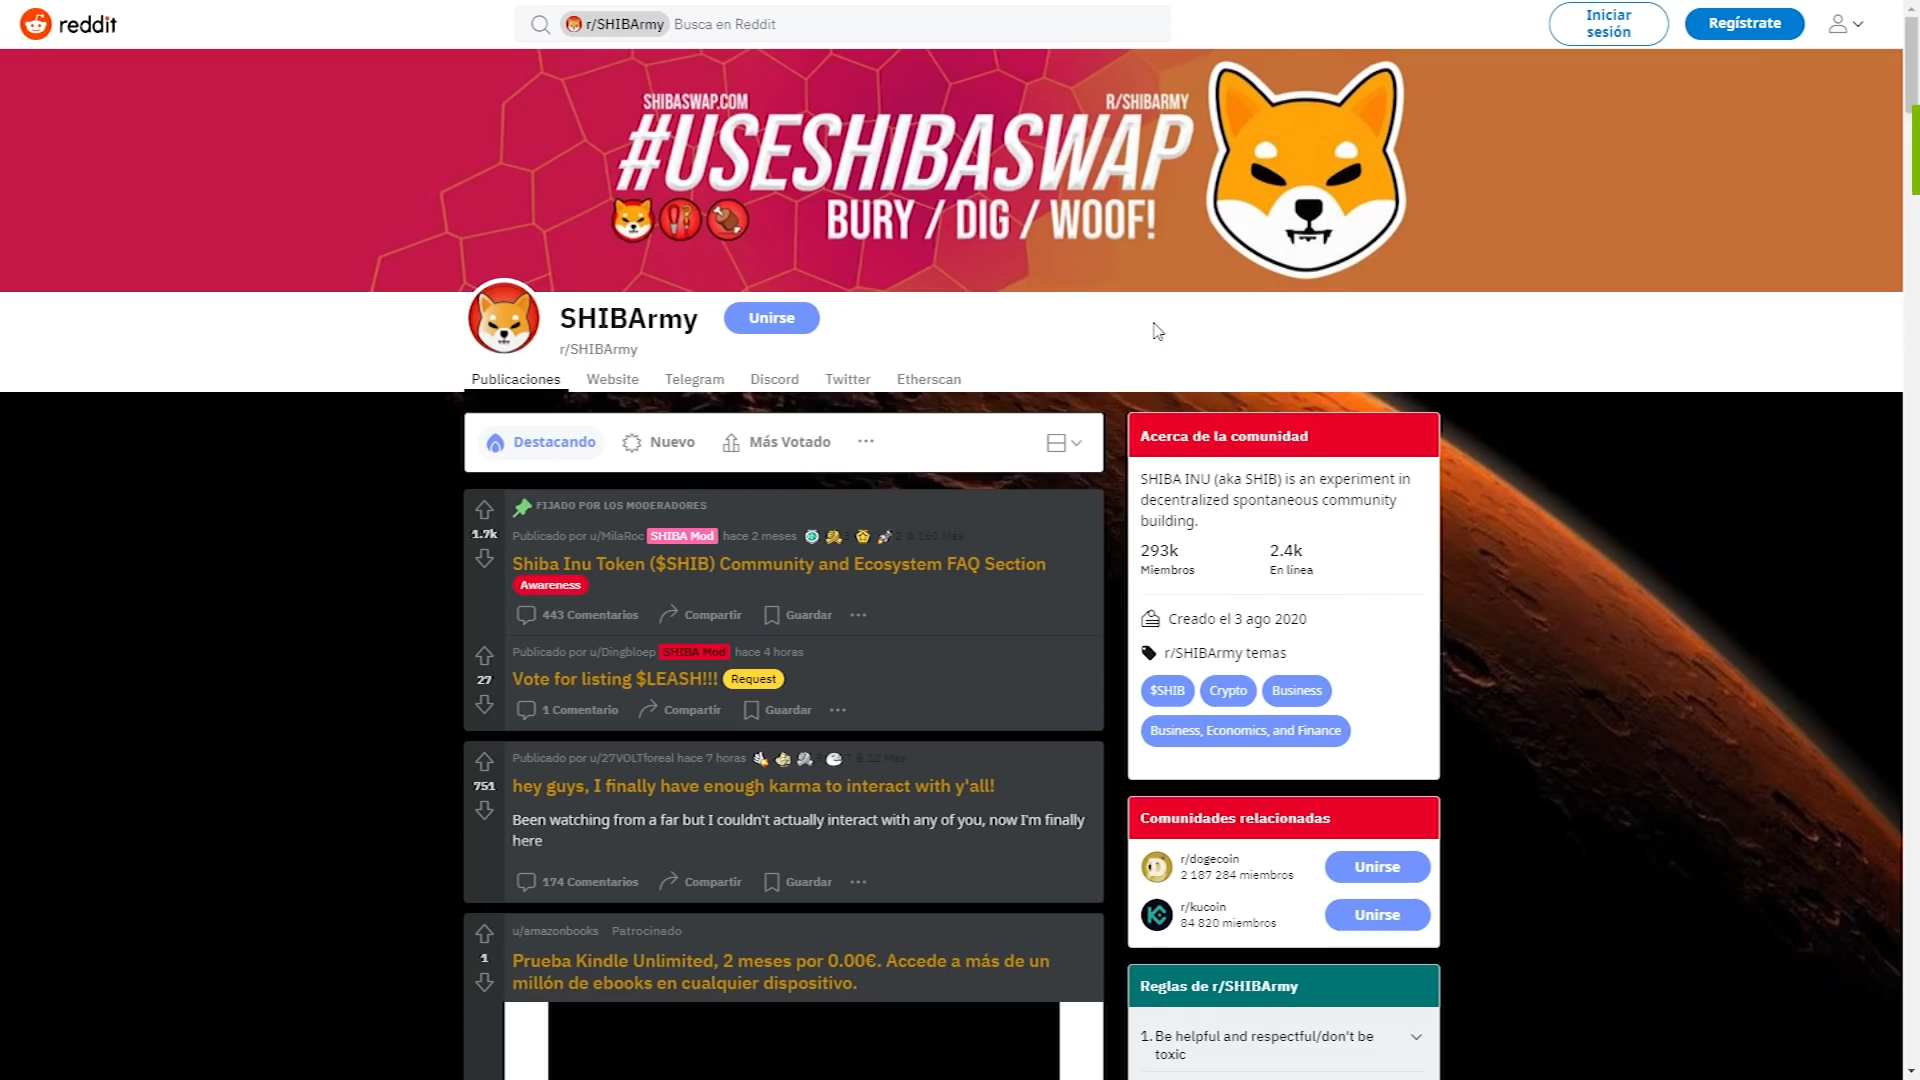 reddit
r/SHIBArmy Busca en Reddit
Iniciar sesión
Regístrate
SHIBASWAP.COM
R/SHIBARMY
#USESHIBASWAP
BURY / DIG / WOOF!
SHIBArmy
Unirse
r/SHIBArmy
Publicaciones Website Telegram Discord Twitter Etherscan
Destacando Nuevo Más Votado
FIJADO POR LOS MODERADORES
1.7k
Publicado por u/MilaRoc SHIBA Mod hace 2 meses
Shiba Inu Token ($SHIB) Community and Ecosystem FAQ Section
Awareness
443 Comentarios Compartir Guardar
Publicado por u/Dingbloep SHIBA Mod hace 4 horas
27
Vote for listing $LEASH!!! Request
1 Comentario Compartir Guardar
Publicado por u/27VOLTforeal hace 7 horas
751
hey guys, I finally have enough karma to interact with y'all!
Been watching from a far but I couldn't actually interact with any of you, now I'm finally
here
174 Comentarios Compartir Guardar
u/amazonbooks Patrocinado
1
Prueba Kindle Unlimited, 2 meses por 0.00€. Accede a más de un
millón de ebooks en cualquier dispositivo.
Acerca de la comunidad
SHIBA INU (aka SHIB) is an experiment in
decentralized spontaneous community
building.
293k 2.4k
Miembros En línea
Creado el 3 ago 2020
r/SHIBArmy temas
$SHIB Crypto Business
Business, Economics, and Finance
Comunidades relacionadas
r/dogecoin
2 187 284 miembros
Unirse
r/kucoin
84 820 miembros
Unirse
Reglas de r/SHIBArmy
1. Be helpful and respectful/don't be
toxic